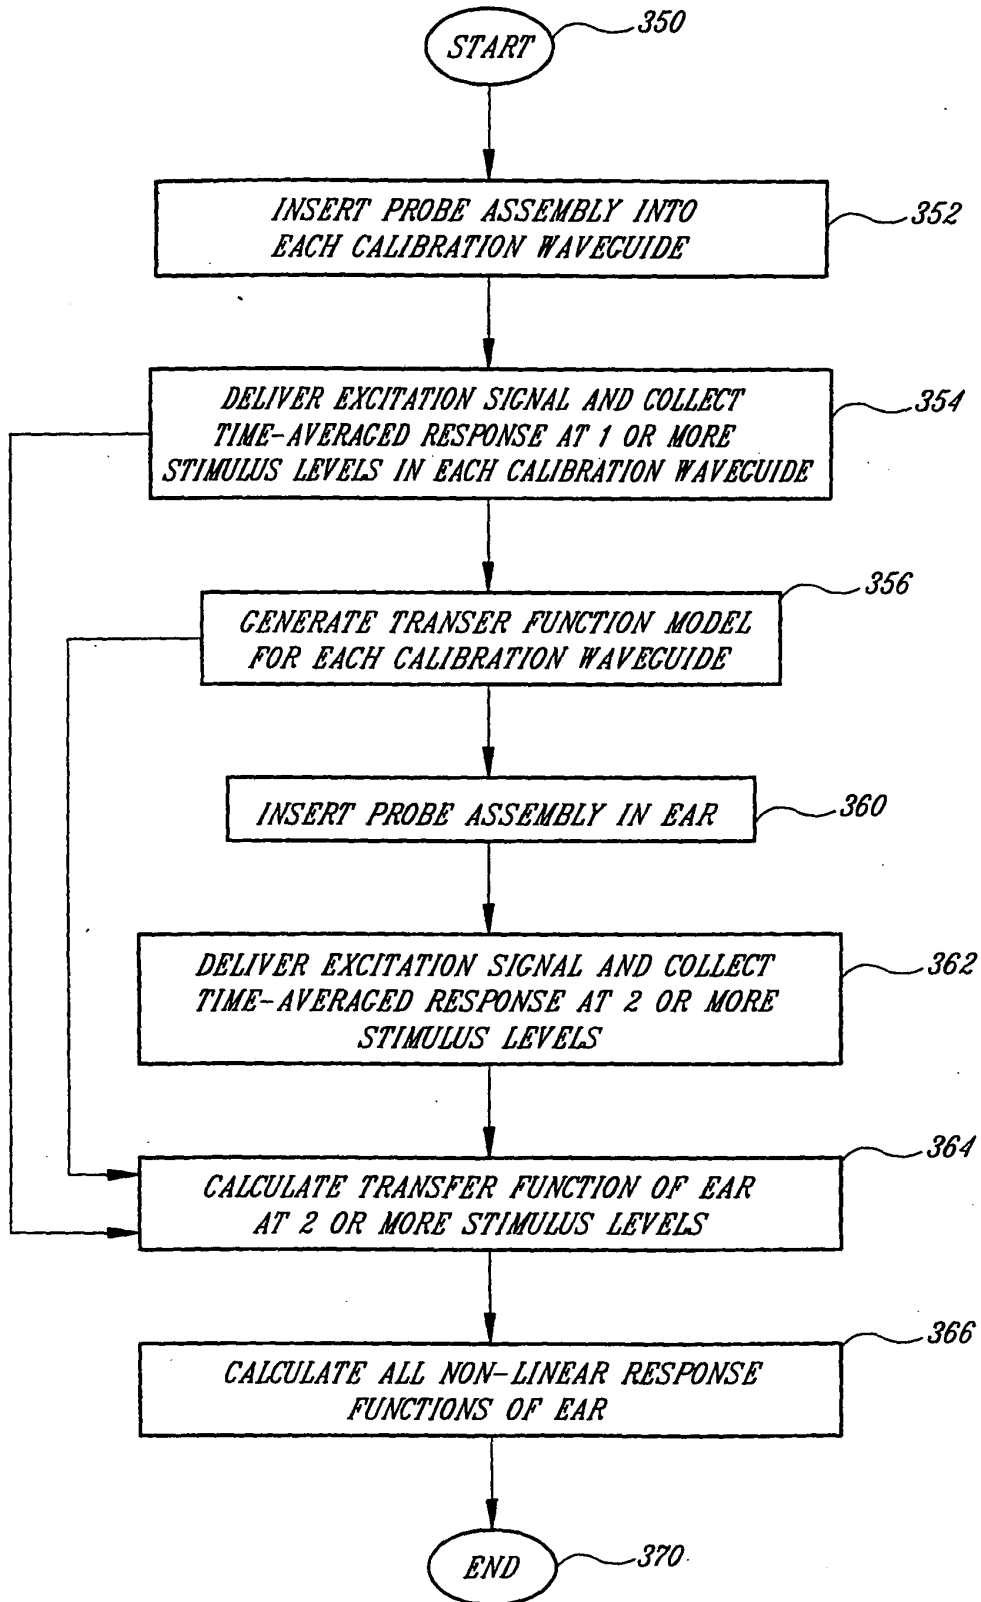 START
350
INSERT PROBE ASSEMBLY INTO
EACH CALIBRATION WAVEGUIDE
352
DELIVER EXCITATION SIGNAL AND COLLECT
TIME-AVERAGED RESPONSE AT 1 OR MORE
STIMULUS LEVELS IN EACH CALIBRATION WAVEGUIDE
354
GENERATE TRANSER FUNCTION MODEL
FOR EACH CALIBRATION WAVEGUIDE
356
INSERT PROBE ASSEMBLY IN EAR
360
DELIVER EXCITATION SIGNAL AND COLLECT
TIME-AVERAGED RESPONSE AT 2 OR MORE
STIMULUS LEVELS
362
CALCULATE TRANSFER FUNCTION OF EAR
AT 2 OR MORE STIMULUS LEVELS
364
CALCULATE ALL NON-LINEAR RESPONSE
FUNCTIONS OF EAR
366
END
370